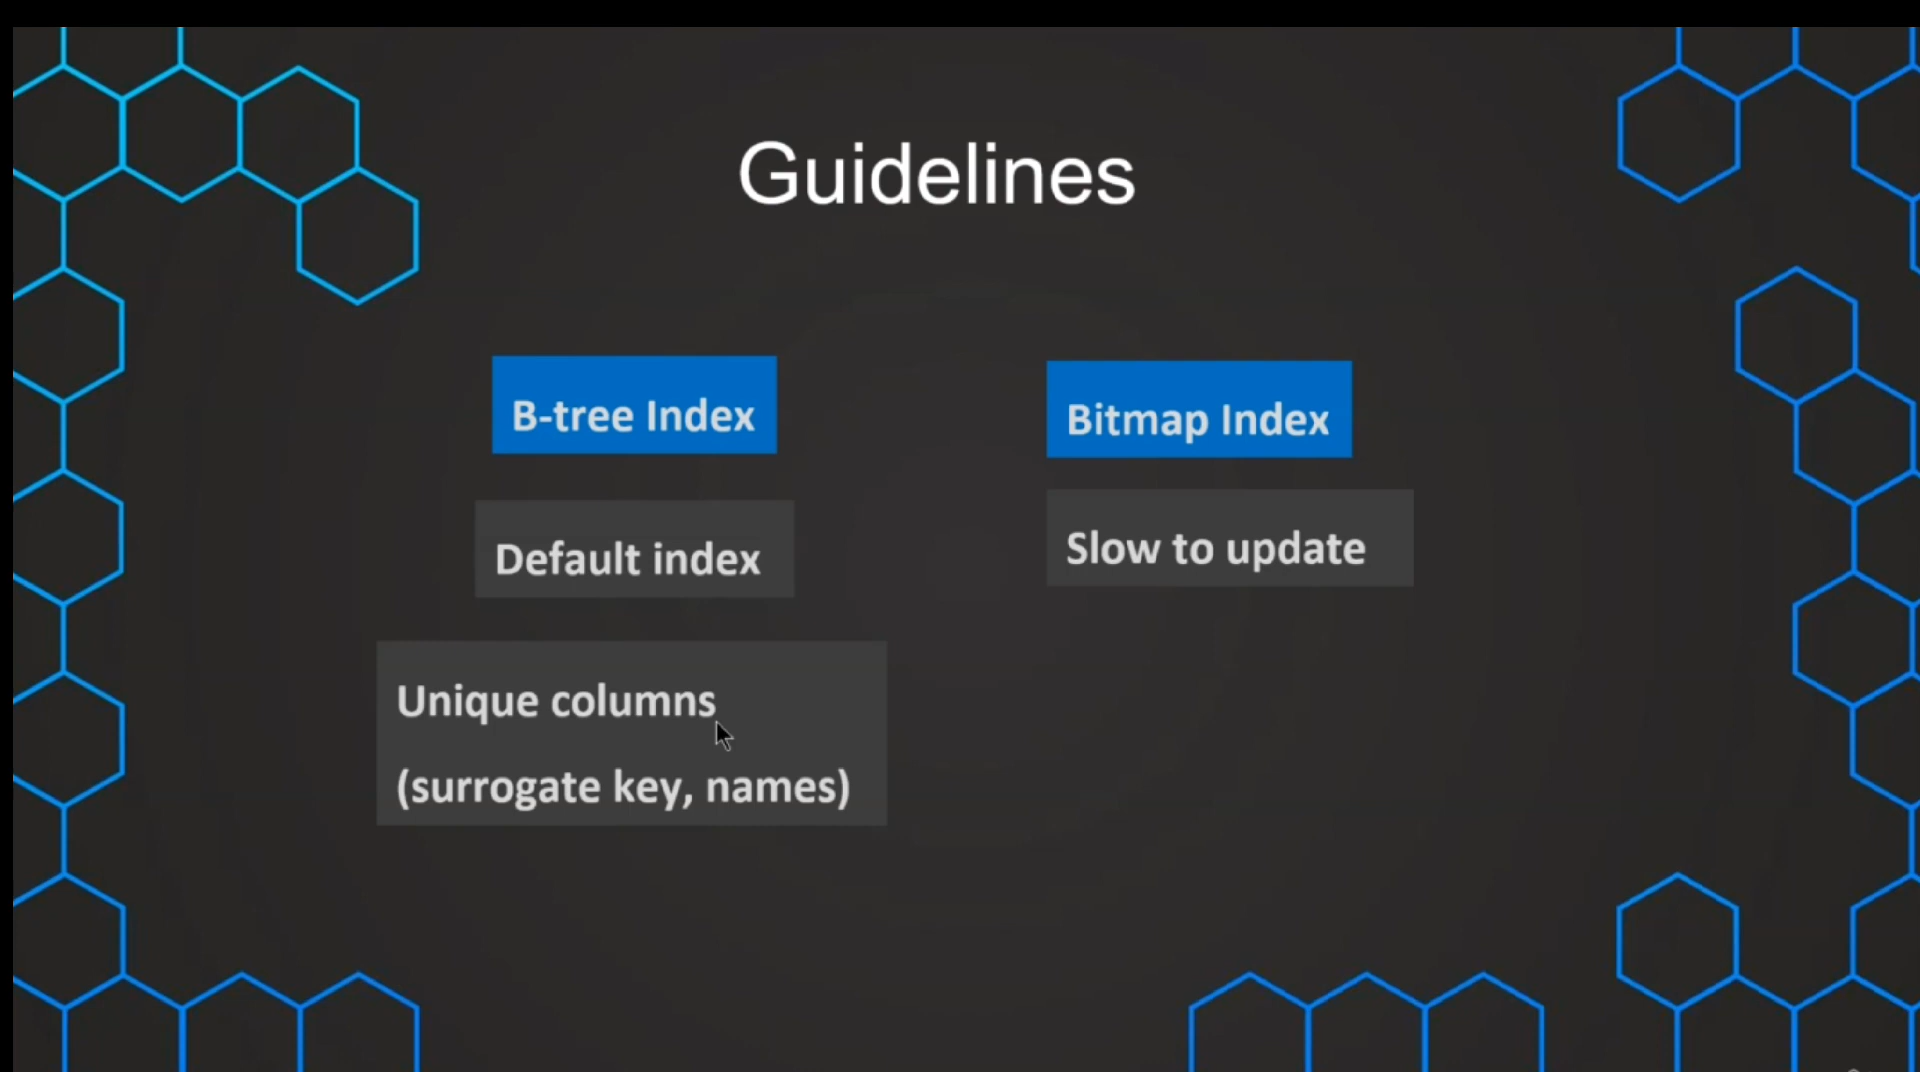 Guidelines
B-tree Index
Default index
Unique columns
(surrogate key, names)
Bitmap Index
Slow to update